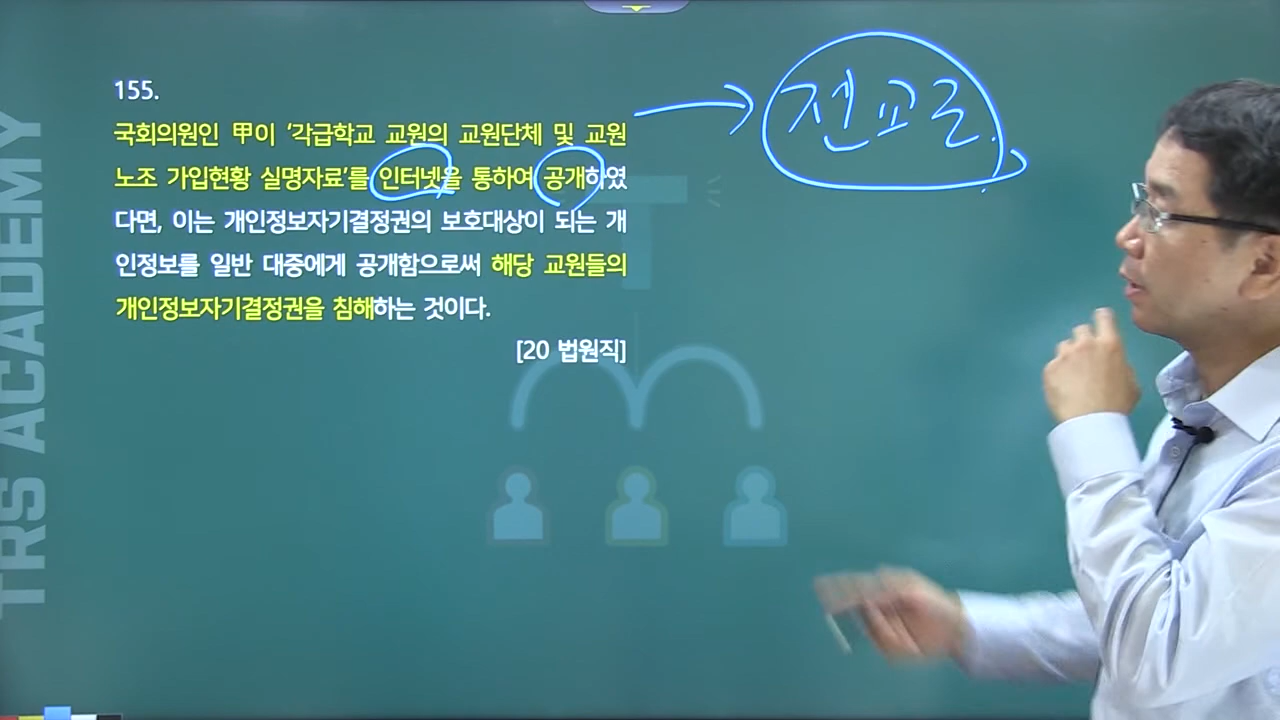 155.
국회의원인 甲이 '각급학교 교원의 교원단체 및 교원
노조 가입현황 실명자료'를 인터넷을 통하여 공개하였
다면, 이는 개인정보자기결정권의 보호대상이 되는 개
인정보를 일반 대중에게 공개함으로써 해당 교원들의
개인정보자기결정권을 침해하는 것이다.
[20 법원직]
전교조
TRS ACADEMY